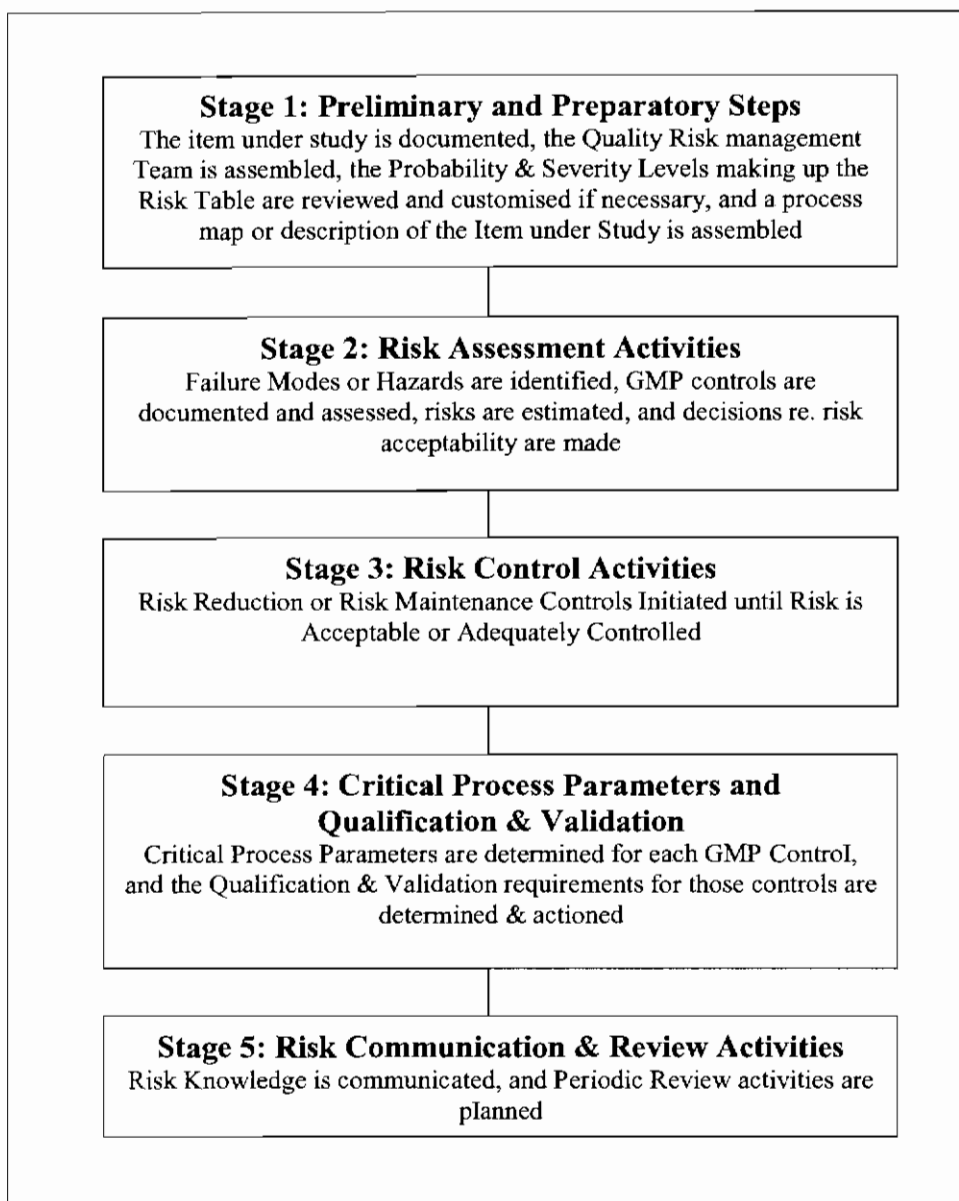 Stage 1: Preliminary and Preparatory Steps
The item under study is documented, the Quality Risk management
Team is assembled, the Probability & Severity Levels making up the
Risk Table are reviewed and customised if necessary, and a process
map or description of the Item under Study is assembled
Stage 2: Risk Assessment Activities
Failure Modes or Hazards are identified, GMP controls are
documented and assessed, risks are estimated, and decisions re. risk
acceptability are made
Stage 3: Risk Control Activities
Risk Reduction or Risk Maintenance Controls Initiated until Risk is
Acceptable or Adequately Controlled
Stage 4: Critical Process Parameters and
Qualification & Validation
Critical Process Parameters are determined for each GMP Control,
and the Qualification & Validation requirements for those controls are
determined & actioned
Stage 5: Risk Communication & Review Activities
Risk Knowledge is communicated, and Periodic Review activities are
planned